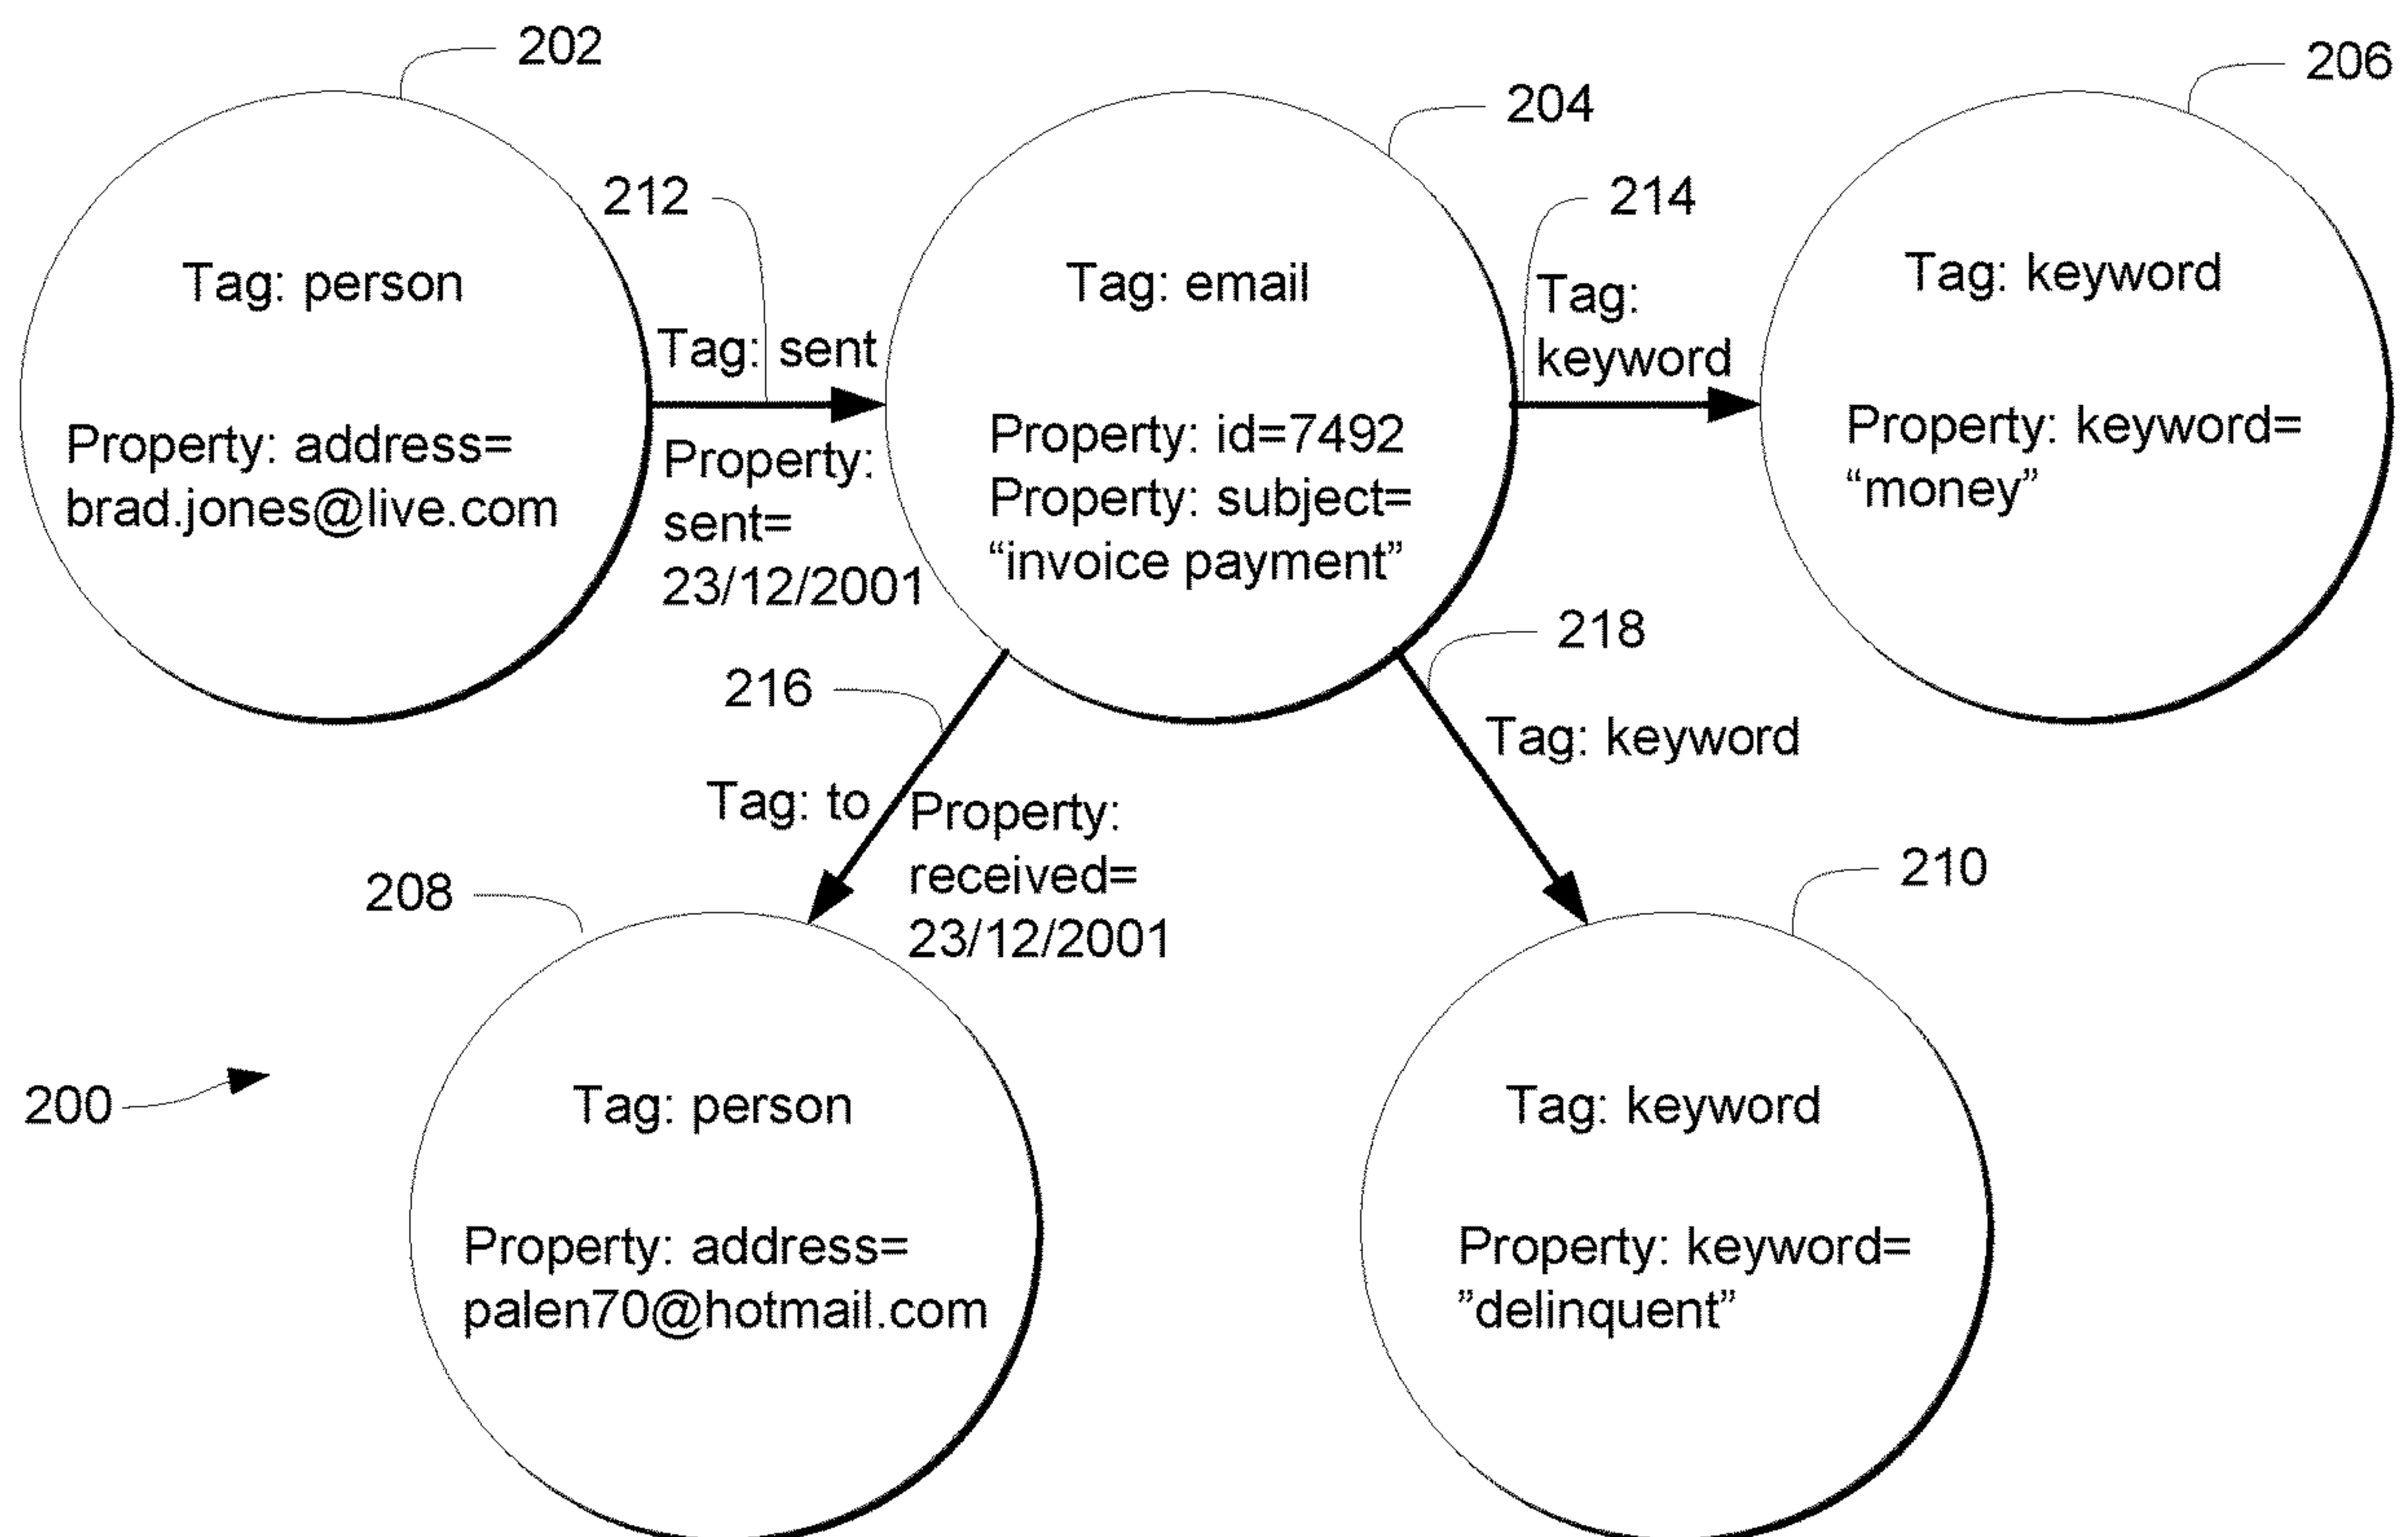 202
204
206
212
214
Tag: person
Property: address=
brad.jones@live.com
Tag: sent
Property:
sent=
23/12/2001
Tag: email
Property: id=7492
Property: subject=
“invoice payment”
Tag:
keyword
Tag: keyword
Property: keyword=
“money”
216
218
Tag: to
Property:
received=
23/12/2001
Tag: keyword
208
210
200
Tag: person
Property: address=
palen70@hotmail.com
Tag: keyword
Property: keyword=
”delinquent”